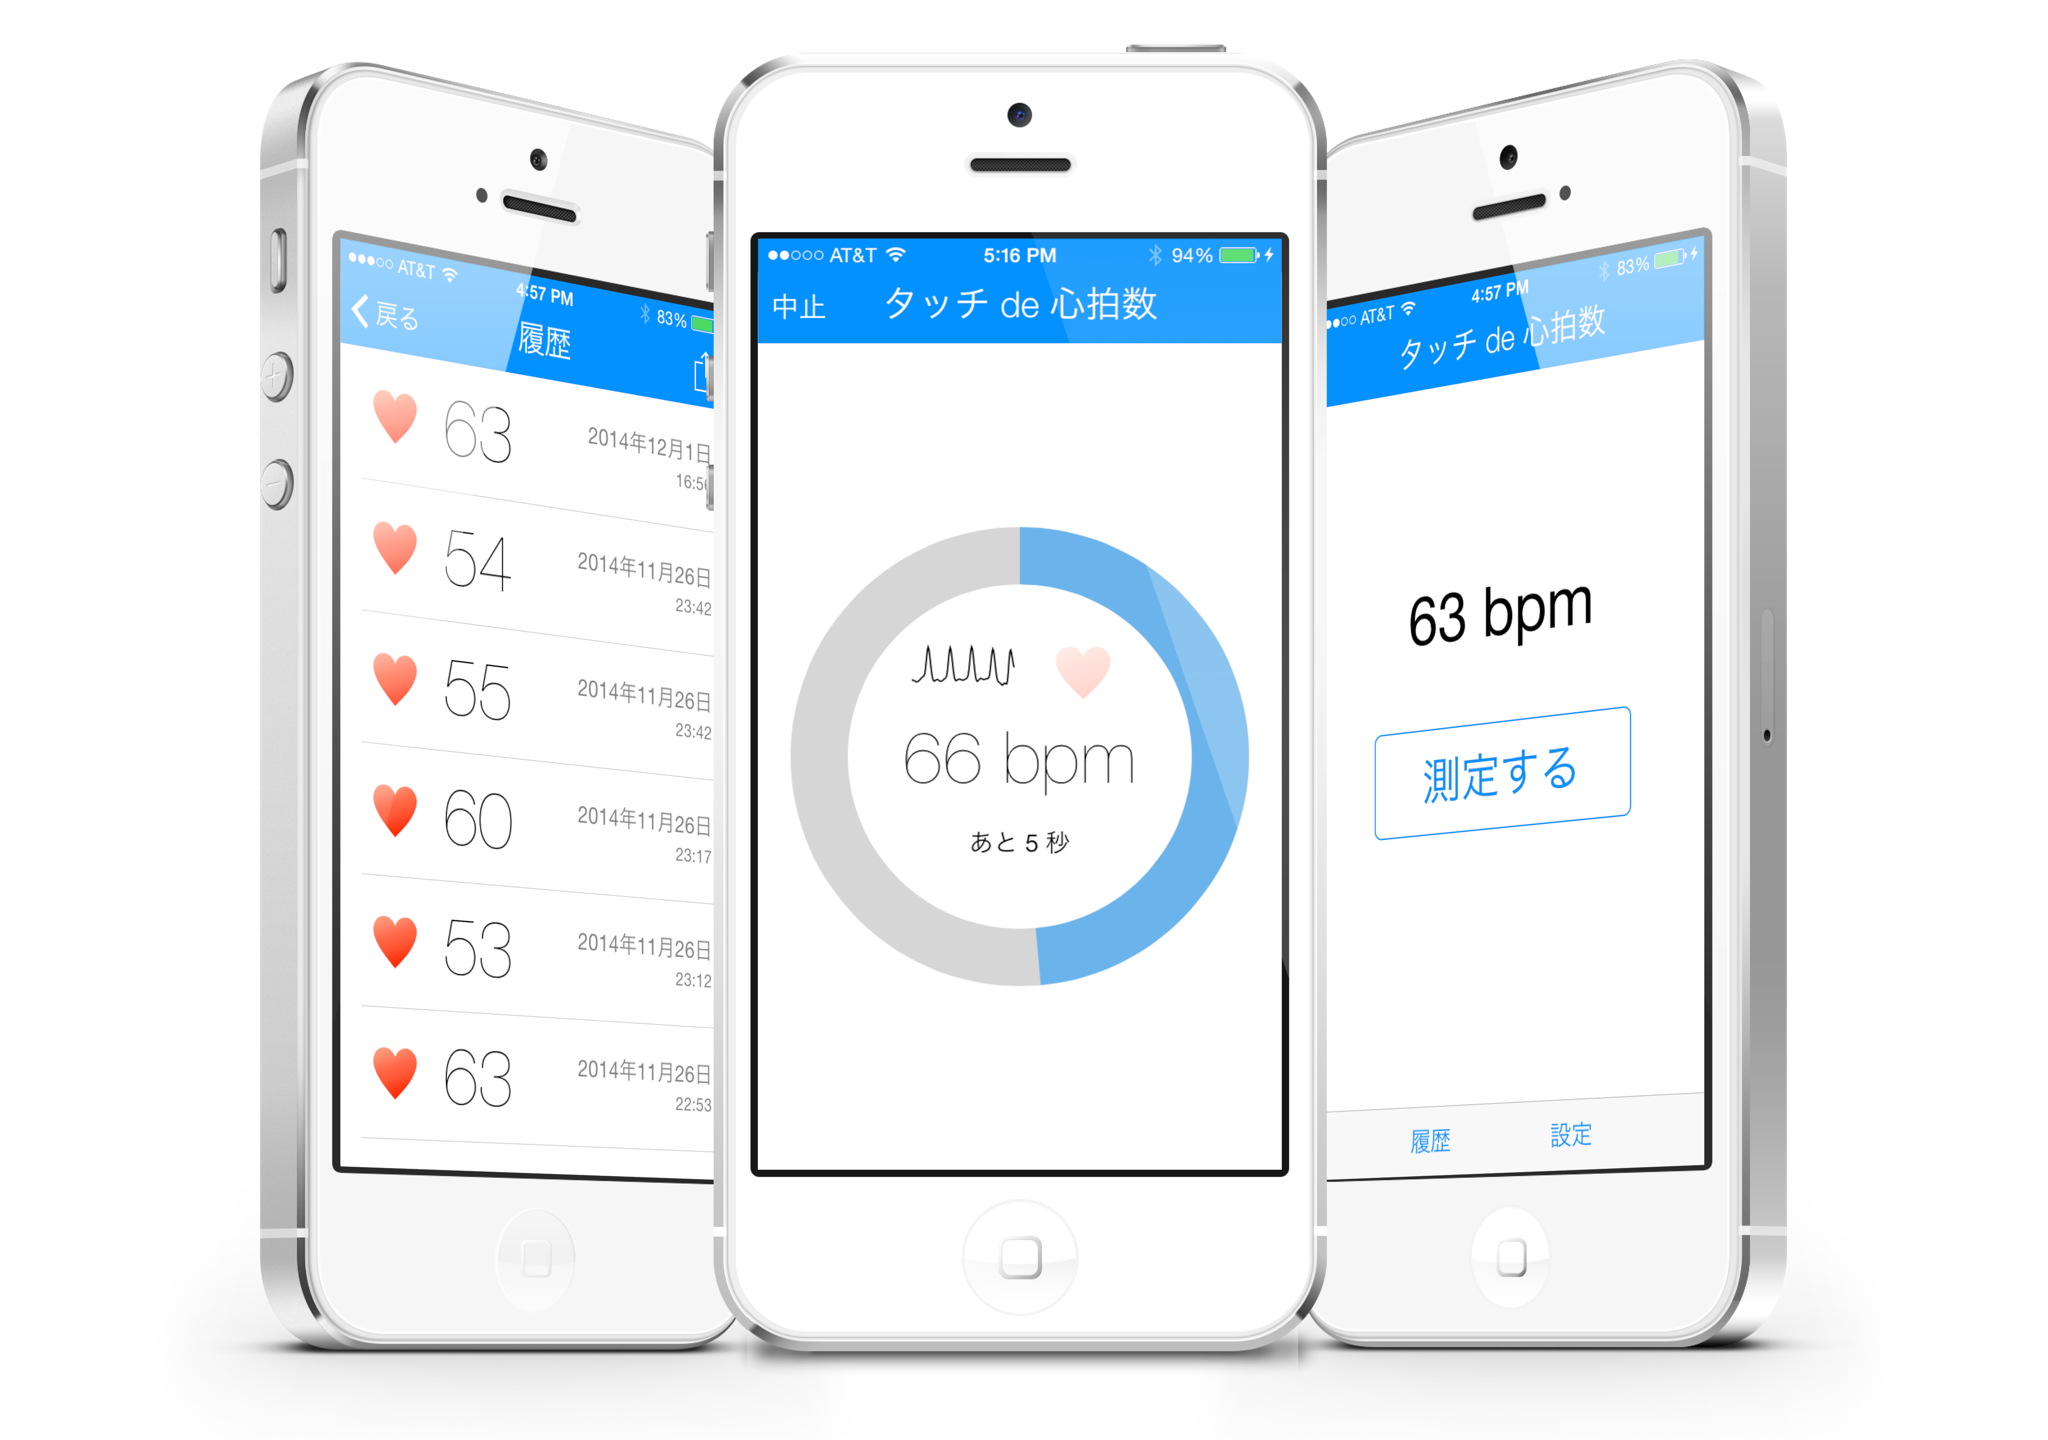 AT&T
4:57 PM
83%
戻る
履歴
63
2014年12月1日
54
2014年11月26日
23:42
55
2014年11月26日
23:42
60
2014年11月26日
23:17
53
2014年11月26日
23:12
63
2014年11月26日
22:53
AT&T
5:16 PM
94%
中止
タッチ de 心拍数
66 bpm
あと 5 秒
AT&T
4:57 PM
83%
タッチ de 心拍数
63 bpm
測定する
履歴
設定